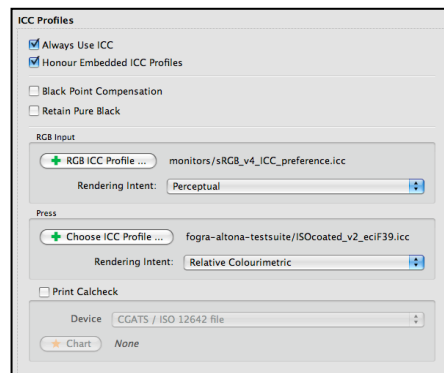 ICC Profiles
Always Use ICC
Honour Embedded ICC Profiles
Black Point Compensation
Retain Pure Black
RGB Input
RGB ICC Profile ... monitors/sRGB_v4_ICC_preference.icc
Rendering Intent: Perceptual
Press
Choose ICC Profile ... fogra-altona-testsuite/ISOcoated_v2_eciF39.icc
Rendering Intent: Relative Colourimetric
Print Calcheck
Device CGATS / ISO 12642 file
Chart None